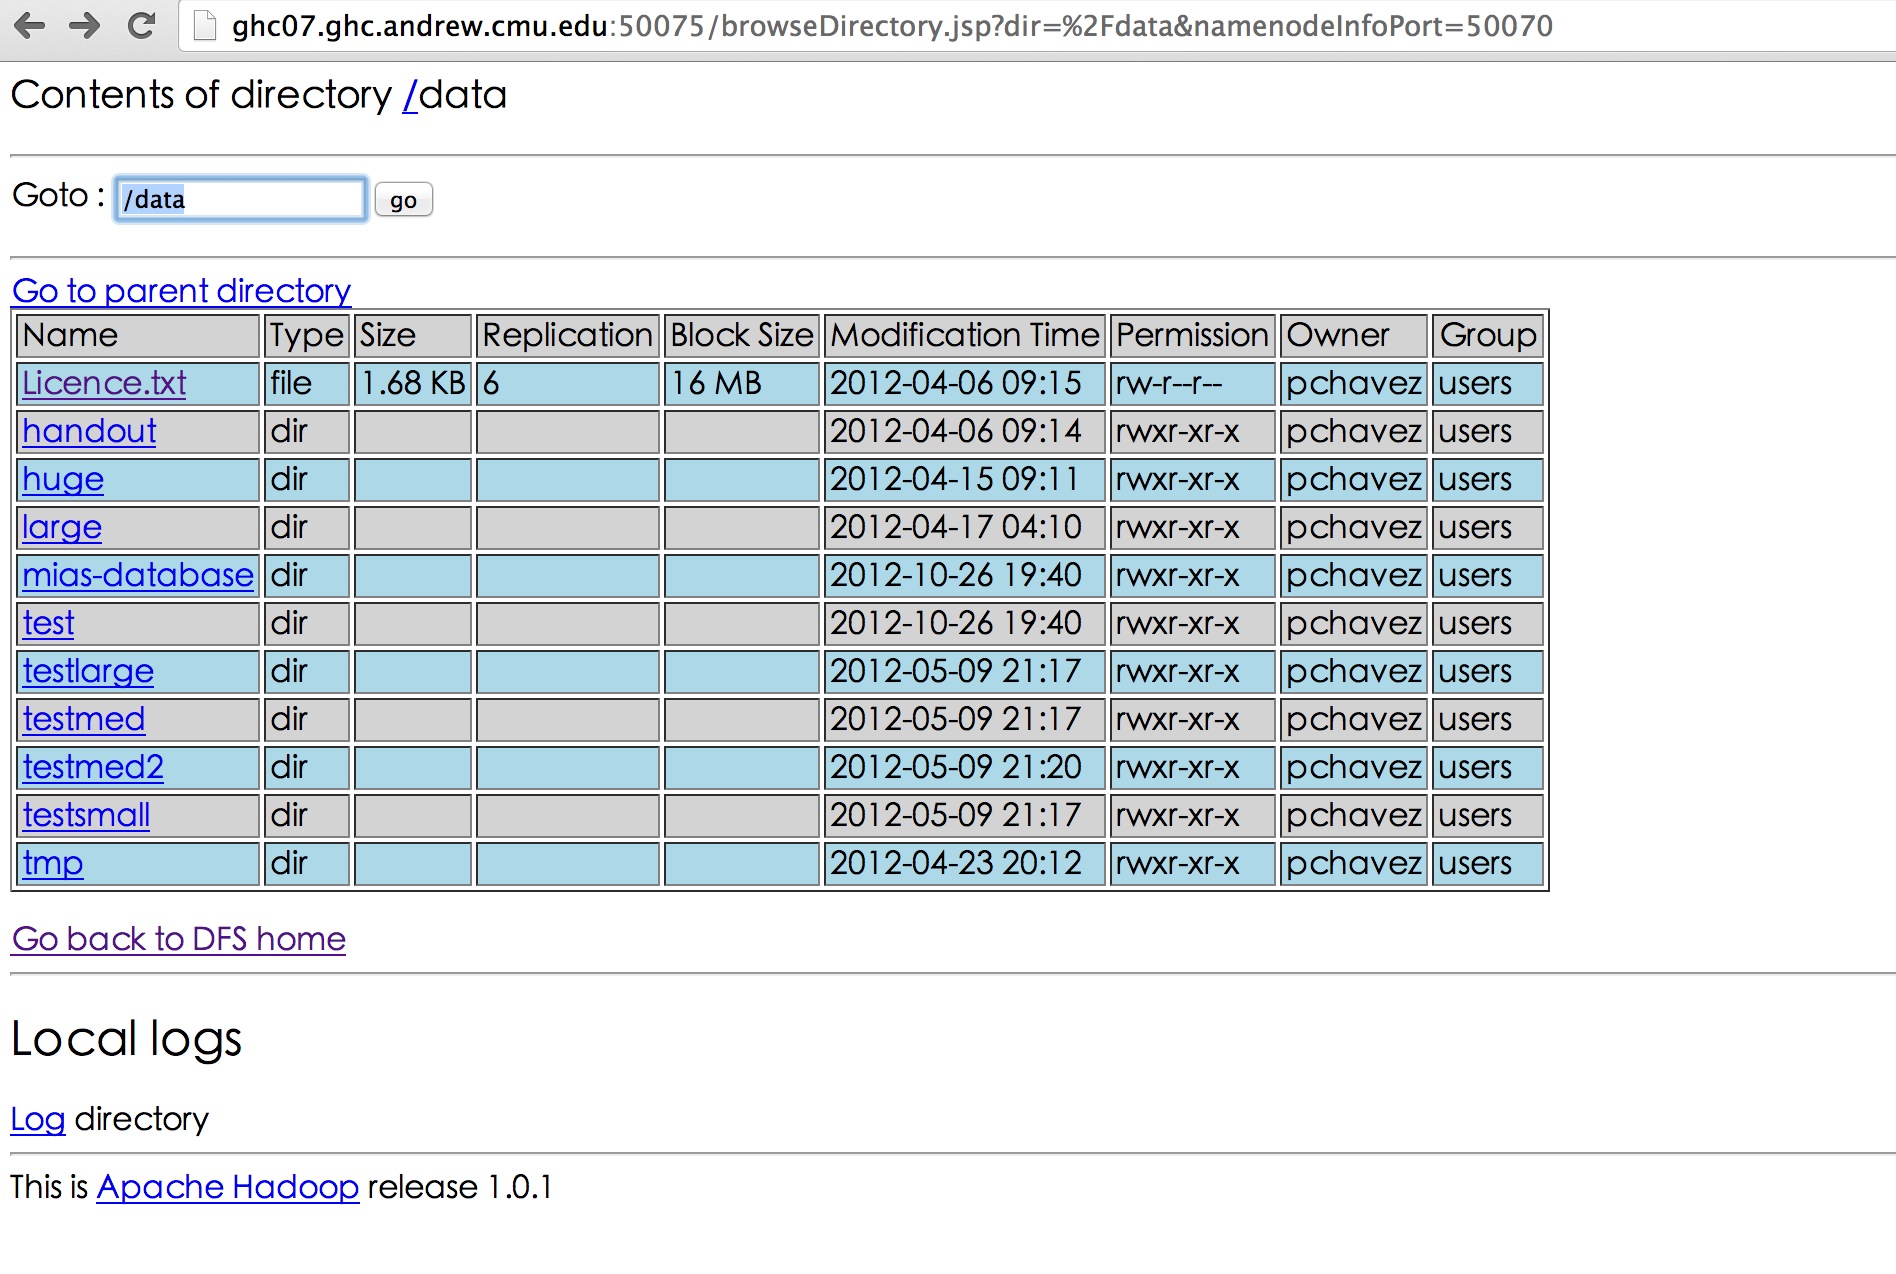 ghc07.ghc.andrew.cmu.edu:50075/browseDirectory.jsp?dir=%2Fdata&namenodeInfoPort=50070
Contents of directory /data
Goto : /data go
Go to parent directory
Name Type Size Replication Block Size Modification Time Permission Owner Group
Licence.txt file 1.68 KB 6 16 MB 2012-04-06 09:15 rw-r--r-- pchavez users
handout dir 2012-04-06 09:14 rwxr-xr-x pchavez users
huge dir 2012-04-15 09:11 rwxr-xr-x pchavez users
large dir 2012-04-17 04:10 rwxr-xr-x pchavez users
mias-database dir 2012-10-26 19:40 rwxr-xr-x pchavez users
test dir 2012-10-26 19:40 rwxr-xr-x pchavez users
testlarge dir 2012-05-09 21:17 rwxr-xr-x pchavez users
testmed dir 2012-05-09 21:17 rwxr-xr-x pchavez users
testmed2 dir 2012-05-09 21:20 rwxr-xr-x pchavez users
testsmall dir 2012-05-09 21:17 rwxr-xr-x pchavez users
tmp dir 2012-04-23 20:12 rwxr-xr-x pchavez users
Go back to DFS home
Local logs
Log directory
This is Apache Hadoop release 1.0.1